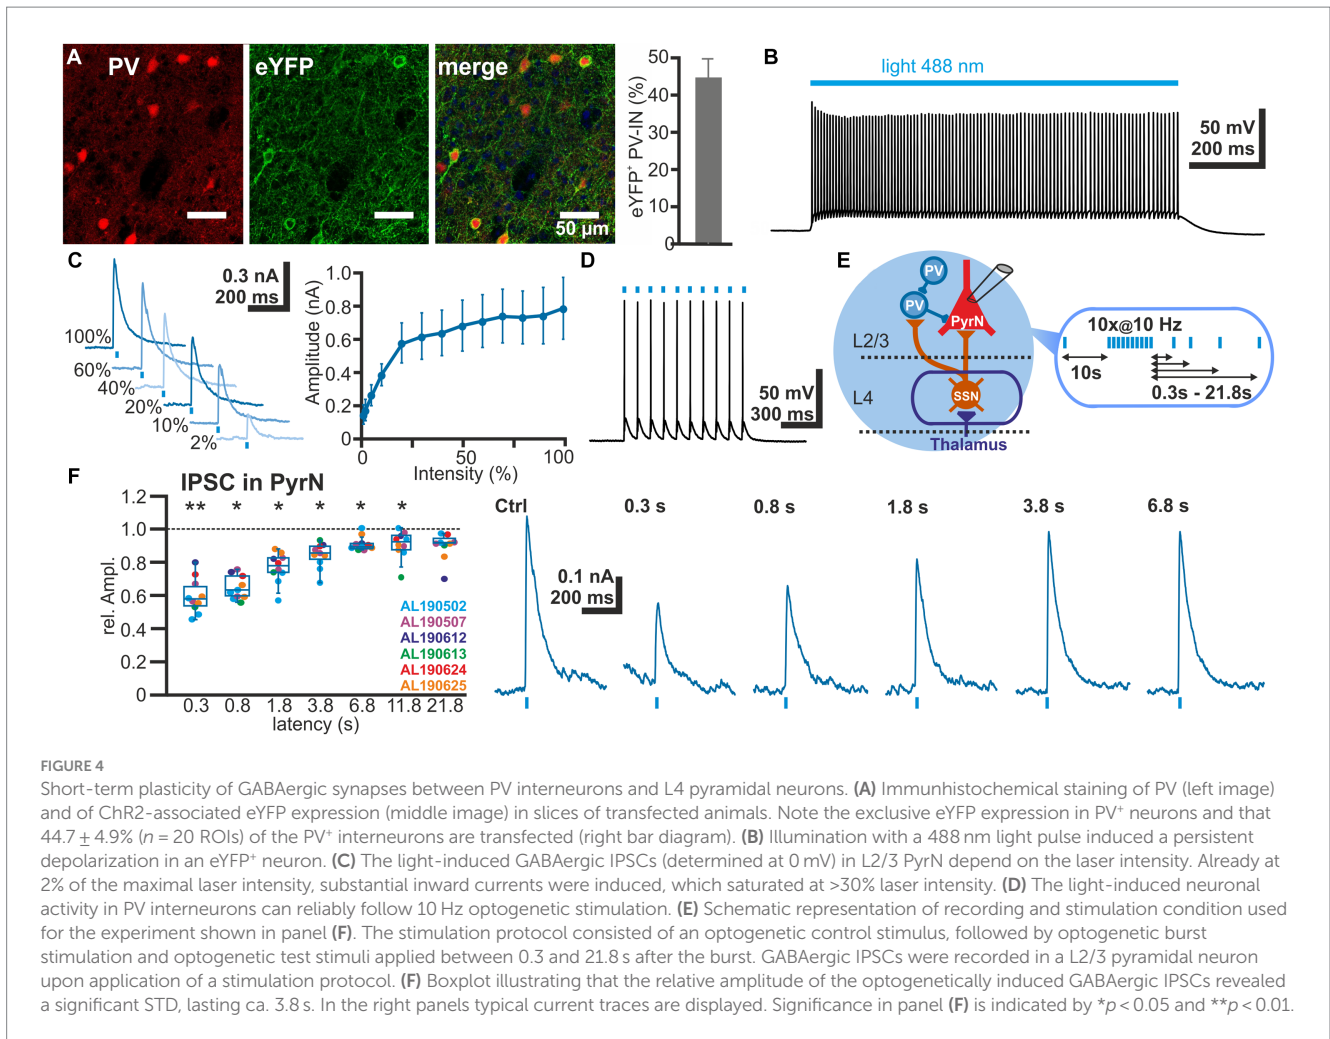 A
PV
eYFP
merge
50 µm
eYFP⁺ PV-IN (%)
50
40
30
20
10
0
B
light 488 nm
50 mV
200 ms
C
0.3 nA
200 ms
100%
60%
40%
20%
10%
2%
Amplitude (nA)
1.0
0.8
0.6
0.4
0.2
0
0
50
100
Intensity (%)
D
50 mV
300 ms
E
PV
PV
PyrN
L2/3
SSN
L4
Thalamus
10x@10 Hz
10s
0.3s - 21.8s
F
IPSC in PyrN
rel. Ampl.
1.2
1.0
0.8
0.6
0.4
0.2
0
** * * * * *
AL190502
AL190507
AL190612
AL190613
AL190624
AL190625
0.3 0.8 1.8 3.8 6.8 11.8 21.8
latency (s)
Ctrl 0.3 s 0.8 s 1.8 s 3.8 s 6.8 s
0.1 nA
200 ms
FIGURE 4
Short-term plasticity of GABAergic synapses between PV interneurons and L4 pyramidal neurons. (A) Immunhistochemical staining of PV (left image)
and of ChR2-associated eYFP expression (middle image) in slices of transfected animals. Note the exclusive eYFP expression in PV⁺ neurons and that
44.7 ± 4.9% (n = 20 ROIs) of the PV⁺ interneurons are transfected (right bar diagram). (B) Illumination with a 488 nm light pulse induced a persistent
depolarization in an eYFP⁺ neuron. (C) The light-induced GABAergic IPSCs (determined at 0 mV) in L2/3 PyrN depend on the laser intensity. Already at
2% of the maximal laser intensity, substantial inward currents were induced, which saturated at >30% laser intensity. (D) The light-induced neuronal
activity in PV interneurons can reliably follow 10 Hz optogenetic stimulation. (E) Schematic representation of recording and stimulation condition used
for the experiment shown in panel (F). The stimulation protocol consisted of an optogenetic control stimulus, followed by optogenetic burst
stimulation and optogenetic test stimuli applied between 0.3 and 21.8 s after the burst. GABAergic IPSCs were recorded in a L2/3 pyramidal neuron
upon application of a stimulation protocol. (F) Boxplot illustrating that the relative amplitude of the optogenetically induced GABAergic IPSCs revealed
a significant STD, lasting ca. 3.8 s. In the right panels typical current traces are displayed. Significance in panel (F) is indicated by *p < 0.05 and **p < 0.01.